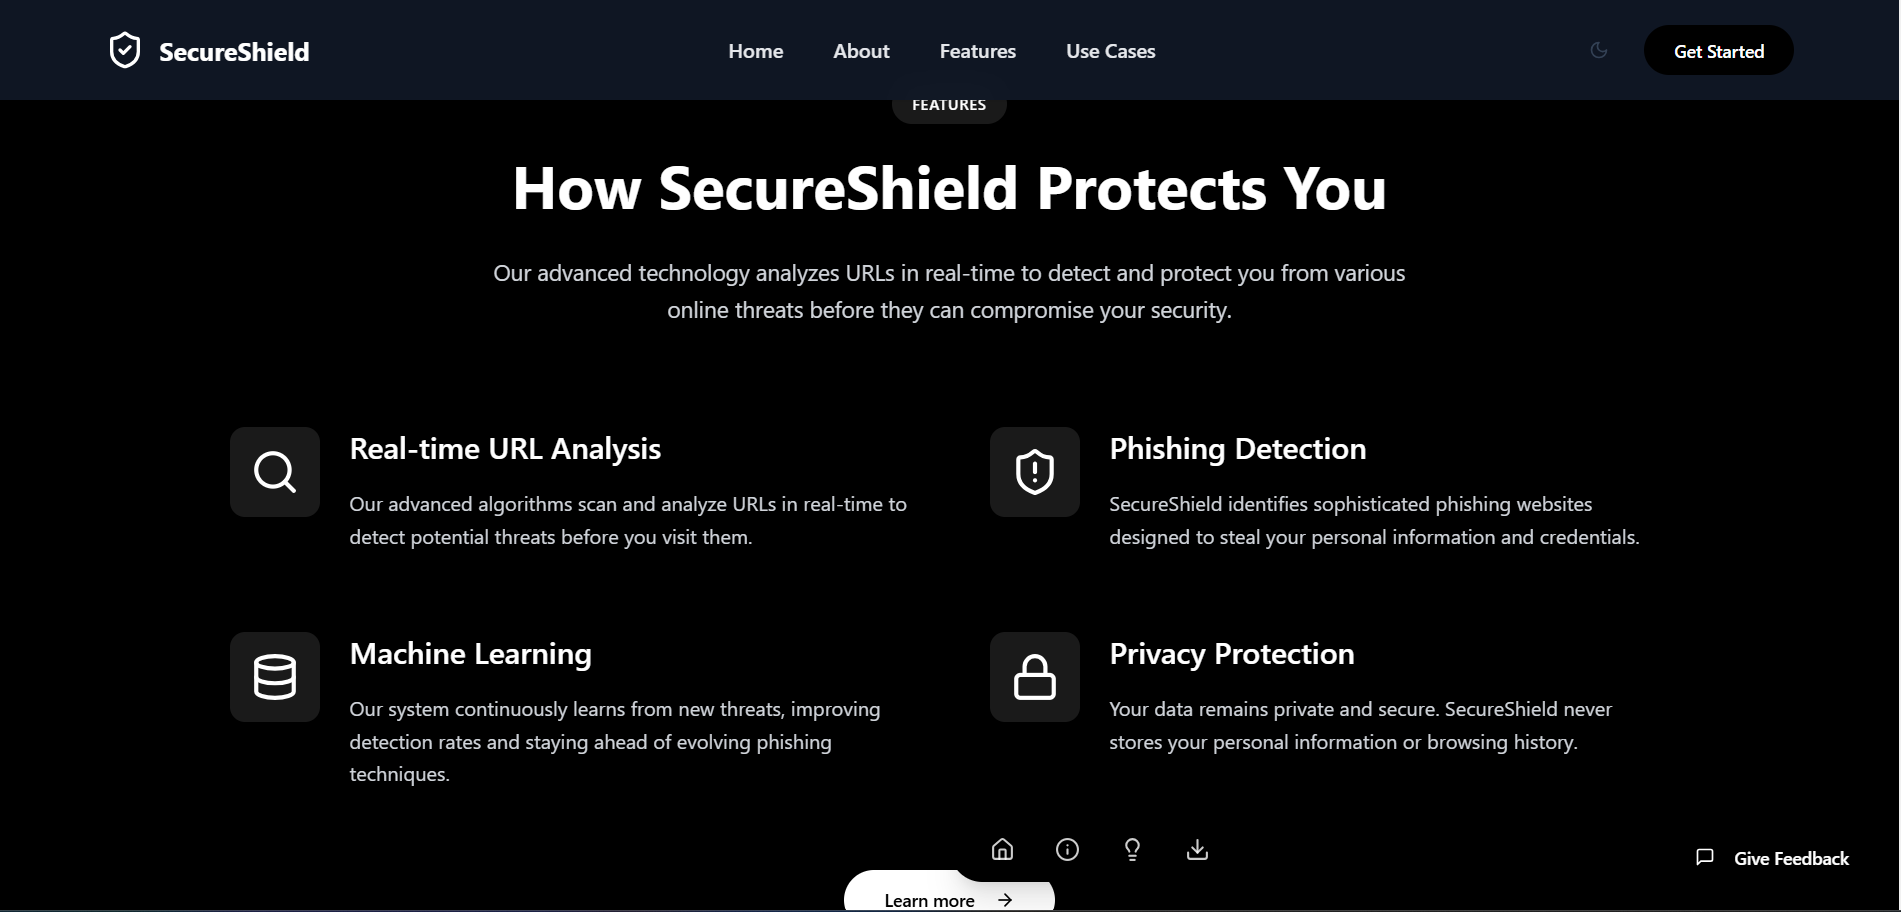 SecureShield
Home
About
Features
Use Cases
Get Started
FEATURES
How SecureShield Protects You
Our advanced technology analyzes URLs in real-time to detect and protect you from various
online threats before they can compromise your security.
Real-time URL Analysis
Our advanced algorithms scan and analyze URLs in real-time to
detect potential threats before you visit them.
Phishing Detection
SecureShield identifies sophisticated phishing websites
designed to steal your personal information and credentials.
Machine Learning
Our system continuously learns from new threats, improving
detection rates and staying ahead of evolving phishing
techniques.
Privacy Protection
Your data remains private and secure. SecureShield never
stores your personal information or browsing history.
Give Feedback
Learn more